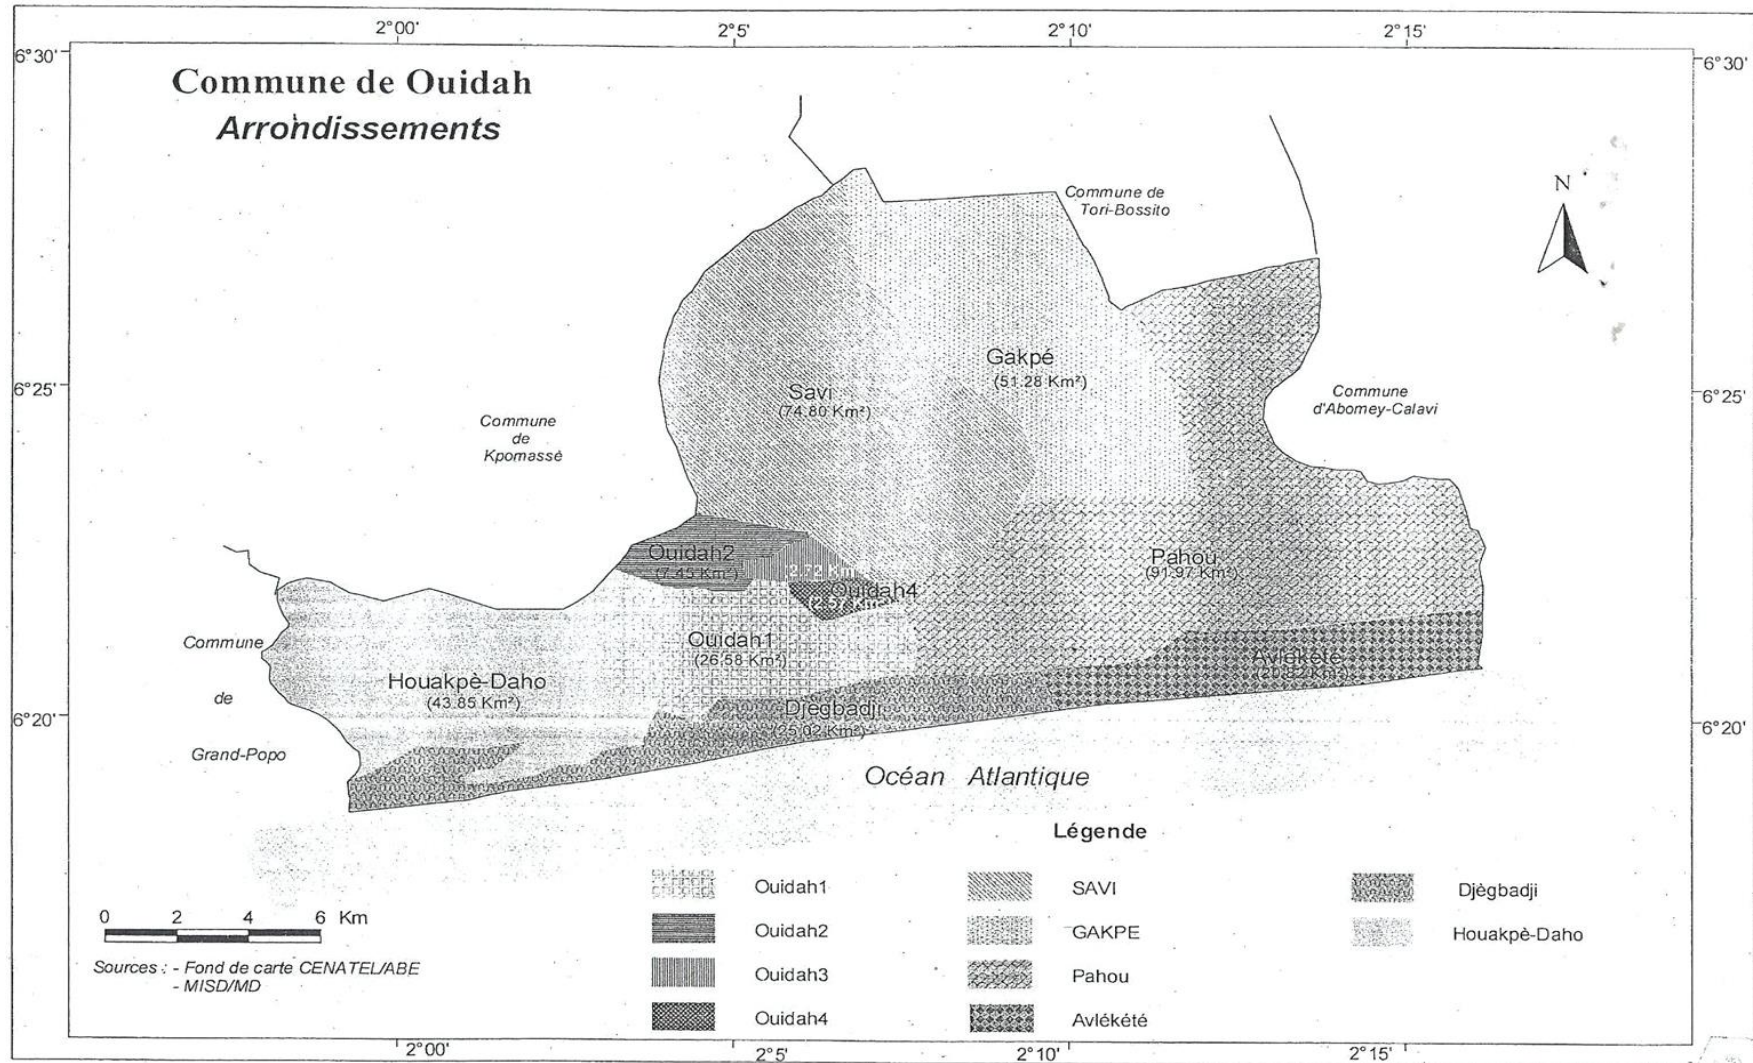 2°00'
2°5'
2°10'
2°15'
6°30'
6°30'
Commune de Ouidah
Arrondissements
Commune de
Tori-Bossito
N
Gakpé
(51.28 Km²)
6°25'
Savi
(74.80 Km²)
Commune
d'Abomey-Calavi
6°25'
Commune
de
Kpomassè
Ouidah2
(7.45 Km²)
(2.72 Km
Ouidah4
(2.57 Km
Pahou
(91.97 Km²)
Ouidah1
(26.58 Km²)
Commune
de
Grand-Popo
Houakpè-Daho
(43.85 Km²)
Avlékété
6°20'
Djègbadji
(25.02 Km²)
6°20'
Océan Atlantique
Légende
Ouidah1
SAVI
Djègbadji
Ouidah2
GAKPE
Houakpè-Daho
Ouidah3
Pahou
Ouidah4
Avlékété
0 2 4 6 Km
Sources : - Fond de carte CENATEL/ABE
- MISD/MD
2°00'
2°5'
2°10'
2°15'